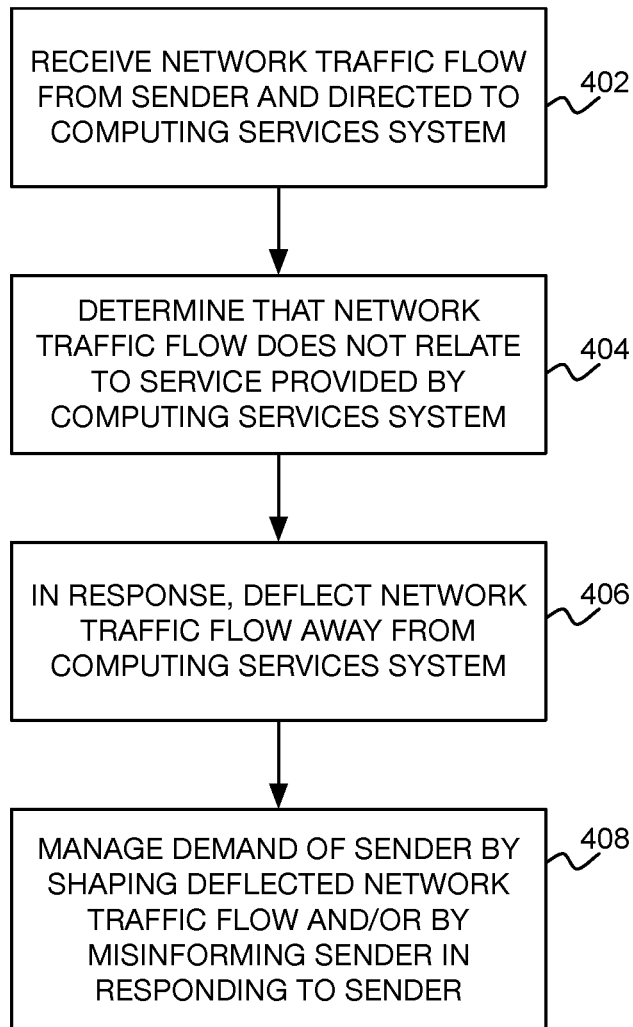 RECEIVE NETWORK TRAFFIC FLOW
FROM SENDER AND DIRECTED TO
COMPUTING SERVICES SYSTEM
402
DETERMINE THAT NETWORK
TRAFFIC FLOW DOES NOT RELATE
TO SERVICE PROVIDED BY
COMPUTING SERVICES SYSTEM
404
IN RESPONSE, DEFLECT NETWORK
TRAFFIC FLOW AWAY FROM
COMPUTING SERVICES SYSTEM
406
MANAGE DEMAND OF SENDER BY
SHAPING DEFLECTED NETWORK
TRAFFIC FLOW AND/OR BY
MISINFORMING SENDER IN
RESPONDING TO SENDER
408